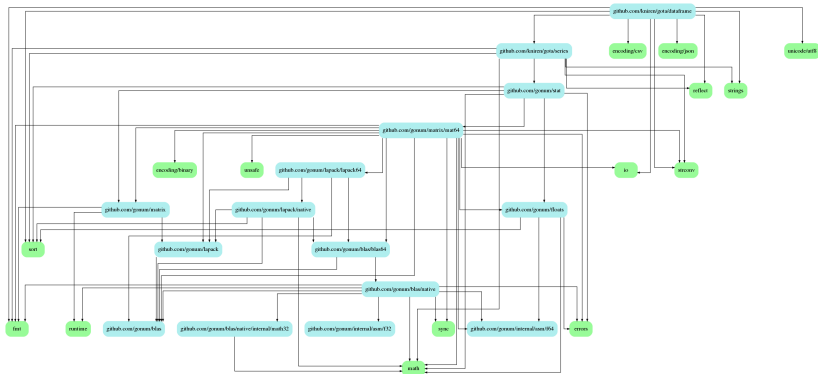 github.com/kniren/gota/dataframe
github.com/kniren/gota/series
encoding/csv
encoding/json
unicode/utf8
github.com/gonum/stat
reflect
strings
github.com/gonum/matrix/mat64
encoding/binary
unsafe
github.com/gonum/lapack/lapack64
io
strconv
github.com/gonum/matrix
github.com/gonum/lapack/native
github.com/gonum/floats
sort
github.com/gonum/lapack
github.com/gonum/blas/blas64
github.com/gonum/blas/native
fmt
runtime
github.com/gonum/blas
github.com/gonum/blas/native/internal/math32
github.com/gonum/internal/asm/f32
sync
github.com/gonum/internal/asm/f64
errors
math